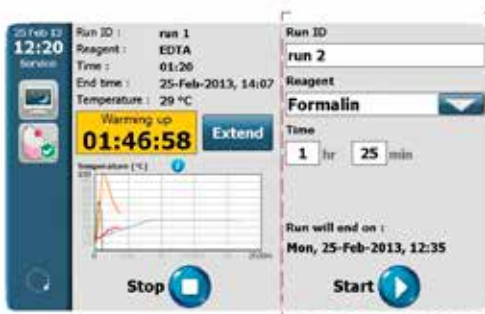 25 Feb 13
12:20
Service
Run ID : run 1
Reagent : EDTA
Time : 01:20
End time : 25-Feb-2013, 14:07
Temperature : 29 °C
Warming up
01:46:58
Extend
Temperature (°C)
Stop
Run ID
run 2
Reagent
Formalin
Time
1 hr 25 min
Run will end on :
Mon, 25-Feb-2013, 12:35
Start